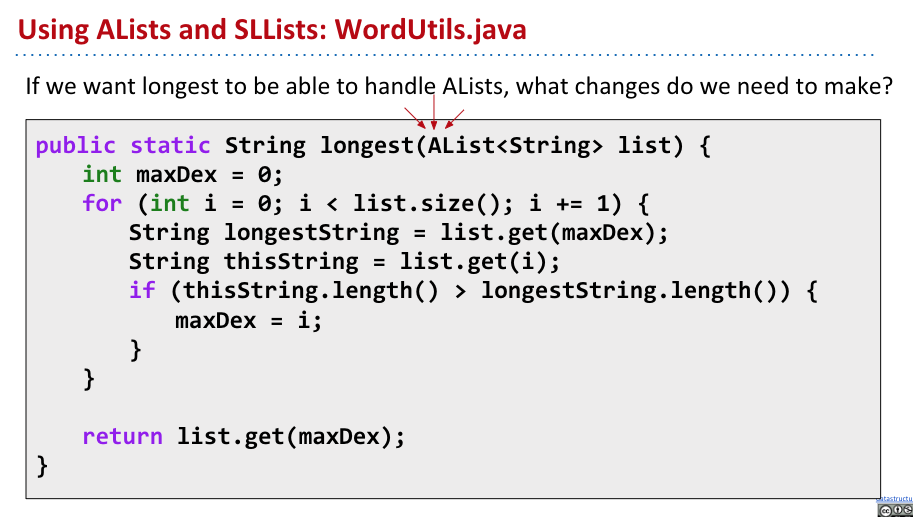 Using ALists and SLLists: WordUtils.java
If we want longest to be able to handle ALists, what changes do we need to make?
public static String longest(AList<String> list) {
int maxDex = 0;
for (int i = 0; i < list.size(); i += 1) {
String longestString = list.get(maxDex);
String thisString = list.get(i);
if (thisString.length() > longestString.length()) {
maxDex = i;
}
}
return list.get(maxDex);
}